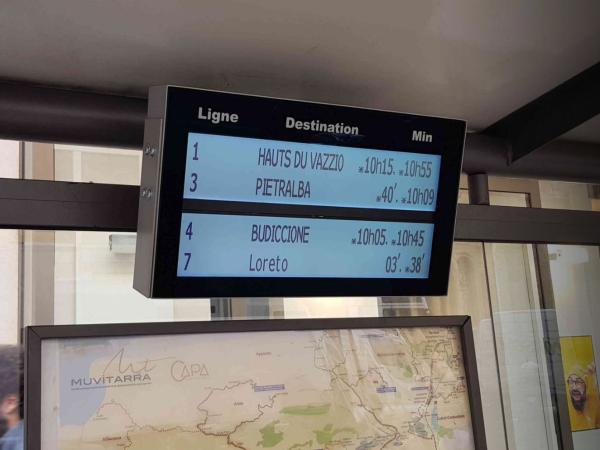 Ligne Destination Min
1 HAUTS DU VAZZIO *10h15. *10h55
3 PIETRALBA *40'. *10h09
4 BUDICCIONE *10h05. *10h45
7 Loreto 03'. *38'
Art
MUVITARRA
CAPA